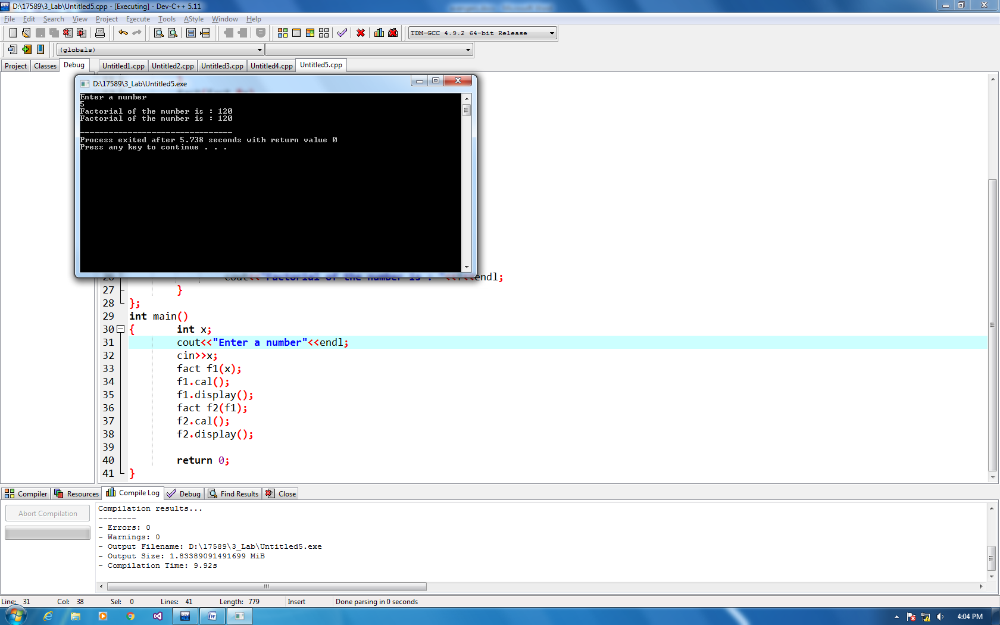 D:\17589\3_Lab\Untitled5.cpp - [Executing] - Dev-C++ 5.11
File Edit Search View Project Execute Tools AStyle Window Help
TDM-GCC 4.9.2 64-bit Release
(globals)
Project Classes Debug Untitled1.cpp Untitled2.cpp Untitled3.cpp Untitled4.cpp Untitled5.cpp
D:\17589\3_Lab\Untitled5.exe
Enter a number
5
Factorial of the number is : 120
Factorial of the number is : 120
--------------------------------
Process exited after 5.738 seconds with return value 0
Press any key to continue . . .
26 cout<<"Factorial of the number is : "<<f<<endl;
27 }
28 };
29 int main()
30 { int x;
31 cout<<"Enter a number"<<endl;
32 cin>>x;
33 fact f1(x);
34 f1.cal();
35 f1.display();
36 fact f2(f1);
37 f2.cal();
38 f2.display();
39
40 return 0;
41 }
Compiler Resources Compile Log Debug Find Results Close
Abort Compilation
Compilation results...
--------
- Errors: 0
- Warnings: 0
- Output Filename: D:\17589\3_Lab\Untitled5.exe
- Output Size: 1.83389091491699 MiB
- Compilation Time: 9.92s
Line: 31 Col: 38 Sel: 0 Lines: 41 Length: 779 Insert Done parsing in 0 seconds
4:04 PM